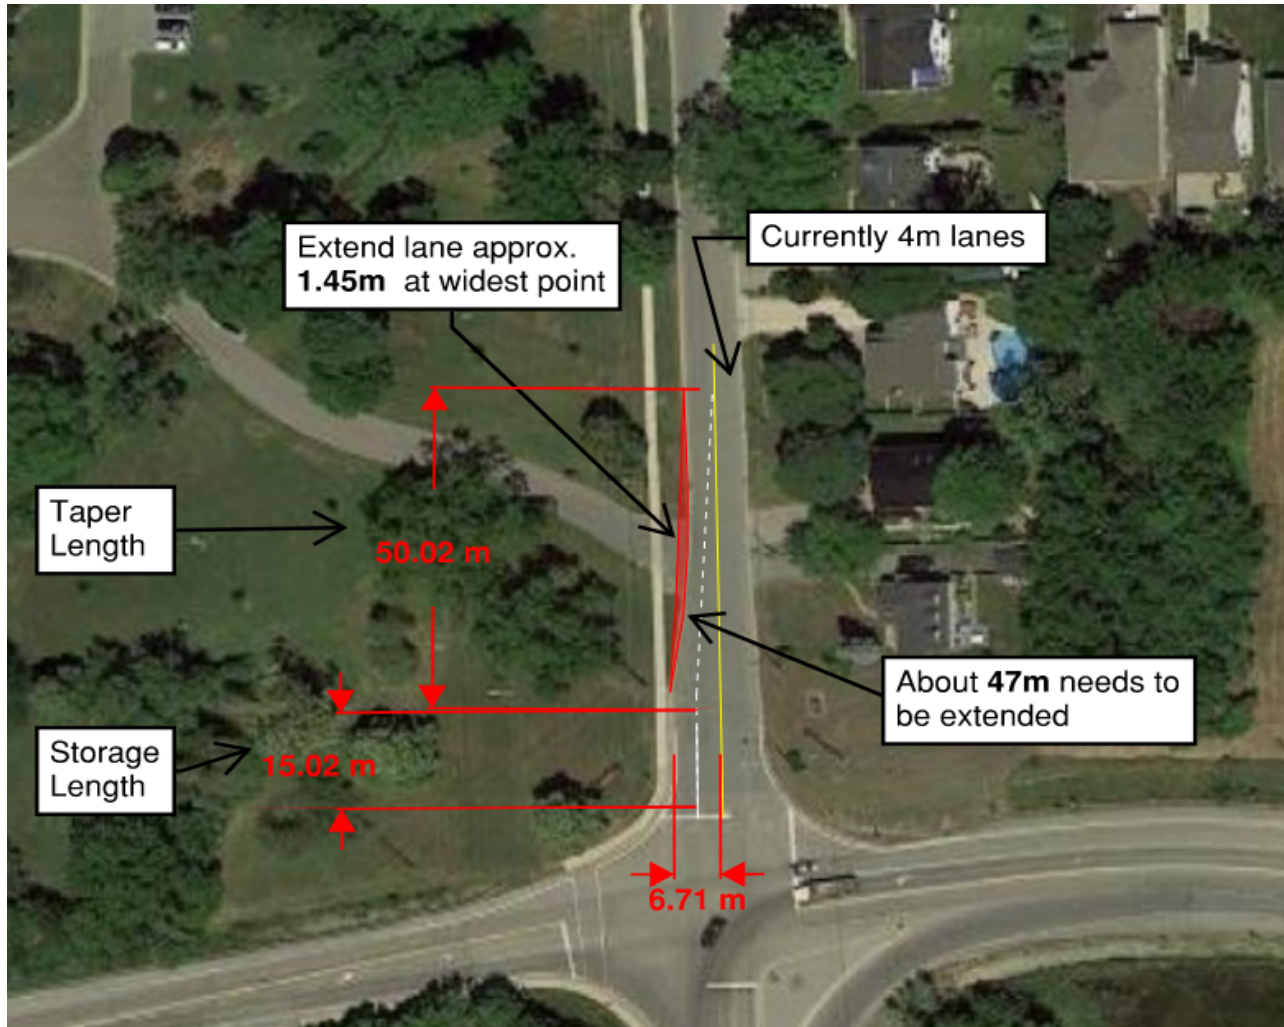 Extend lane approx.
1.45m at widest point
Currently 4m lanes
Taper
Length
50.02 m
About 47m needs to
be extended
Storage
Length
15.02 m
6.71 m